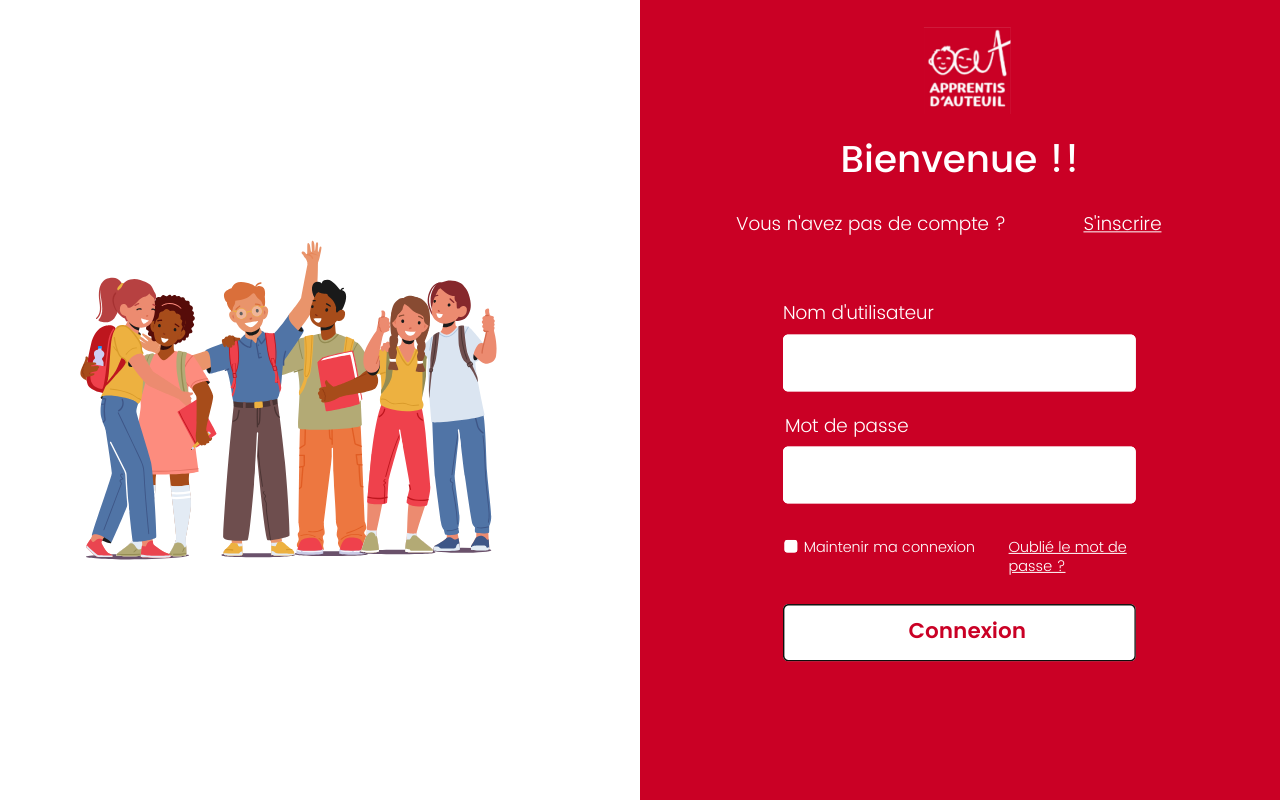 APPRENTIS
D'AUTEUIL
Bienvenue !!
Vous n'avez pas de compte ? S'inscrire
Nom d'utilisateur
Mot de passe
Maintenir ma connexion
Oublié le mot de
passe ?
Connexion